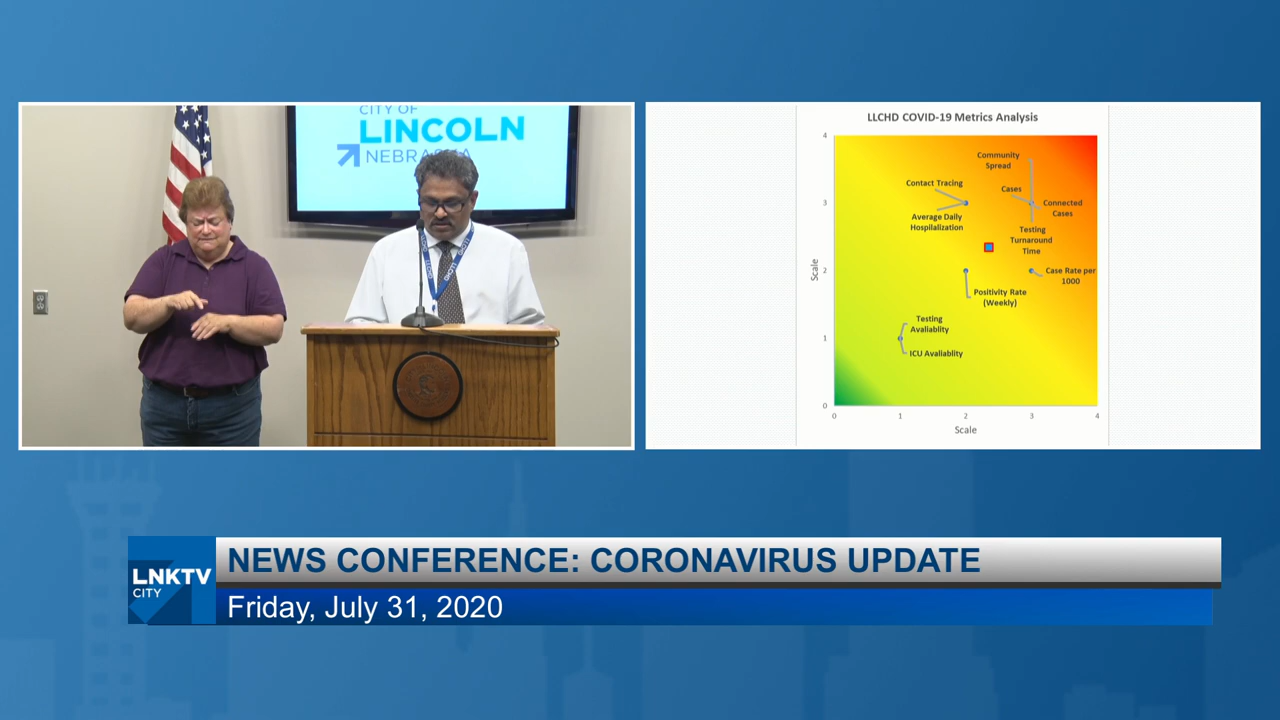 CITY OF
LINCOLN
NEBRASKA
LLCHD COVID-19 Metrics Analysis
4
Community
Spread
Contact Tracing
Cases
3
Connected
Cases
Average Daily
Hospilalization
Testing
Turnaround
Time
Scale
2
Case Rate per
1000
Positivity Rate
(Weekly)
Testing
Avaliablity
1
ICU Avaliablity
0
0
1
2
3
4
Scale
LNKTV
CITY
NEWS CONFERENCE: CORONAVIRUS UPDATE
Friday, July 31, 2020